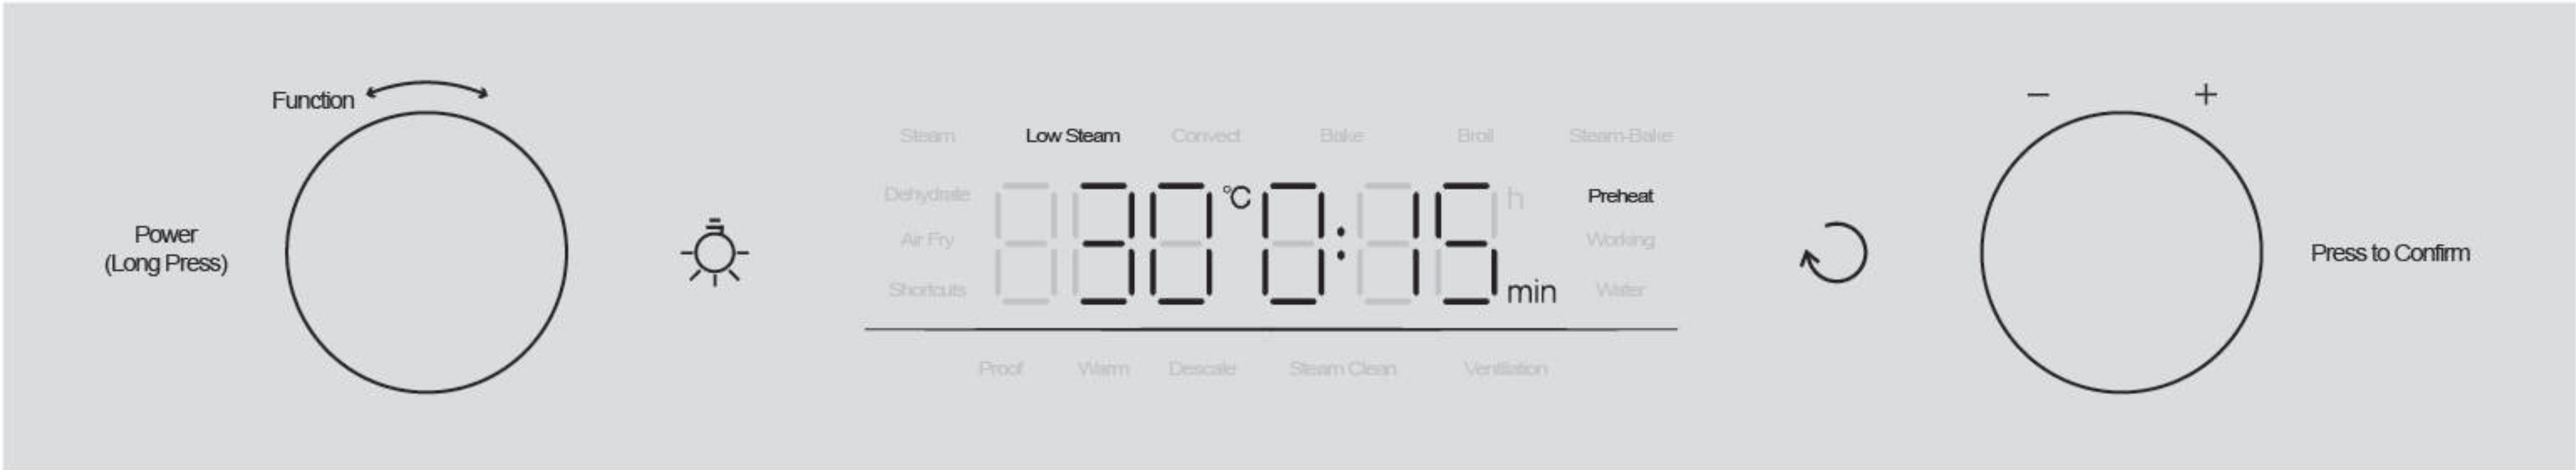 Function
− +
Steam Low Steam Convect Bake Broil Steam-Bake
Dehydrate 30 °C 0:15 h Preheat
Power
(Long Press)
Air Fry Working
Press to Confirm
Shortcuts min Water
Proof Warm Descale Steam Clean Ventilation